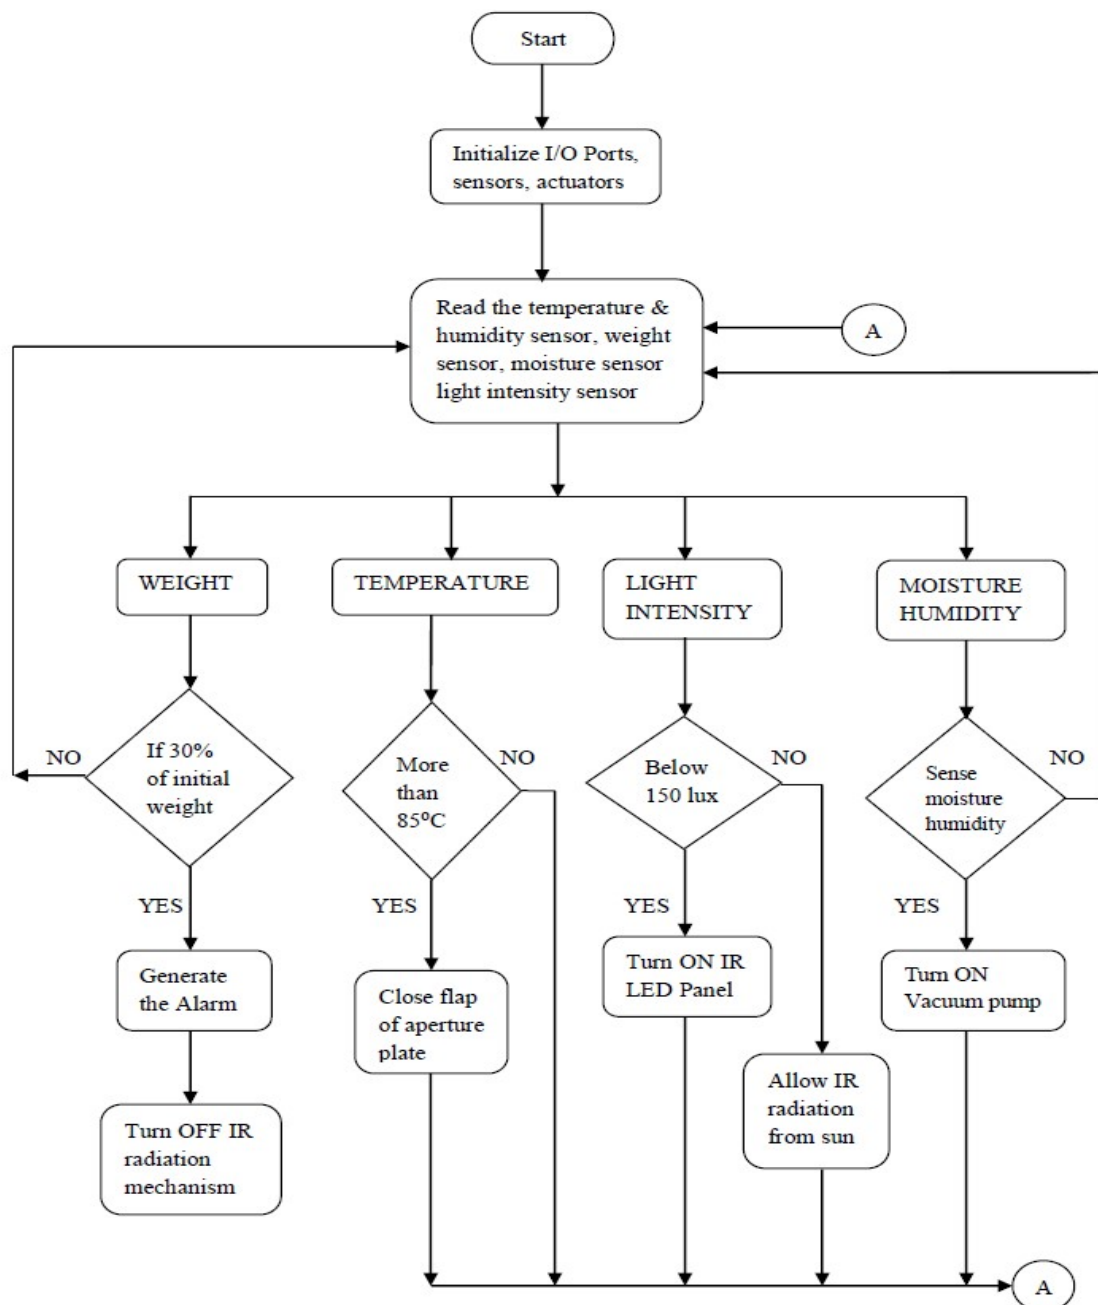 Start
Initialize I/O Ports,
sensors, actuators
Read the temperature &
humidity sensor, weight
sensor, moisture sensor
light intensity sensor
A
WEIGHT
TEMPERATURE
LIGHT
INTENSITY
MOISTURE
HUMIDITY
NO
If 30%
of initial
weight
More
than
85⁰C
NO
Below
150 lux
NO
Sense
moisture
humidity
NO
YES
YES
YES
YES
Generate
the Alarm
Close flap
of aperture
plate
Turn ON IR
LED Panel
Turn ON
Vacuum pump
Allow IR
radiation
from sun
Turn OFF IR
radiation
mechanism
A